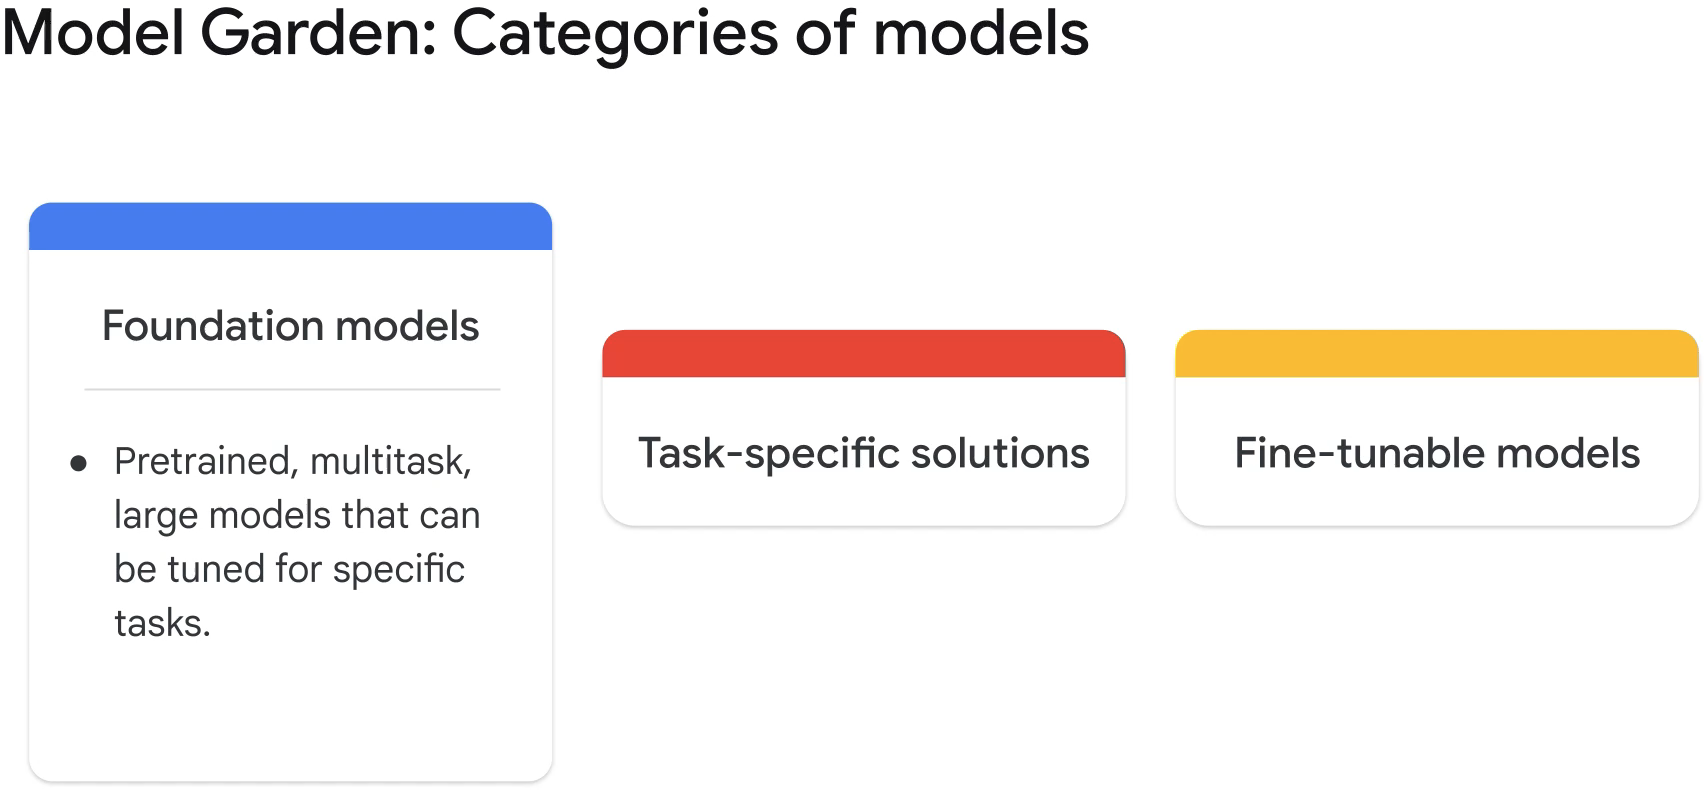 Model Garden: Categories of models
Foundation models
● Pretrained, multitask,
large models that can
be tuned for specific
tasks.
Task-specific solutions
Fine-tunable models